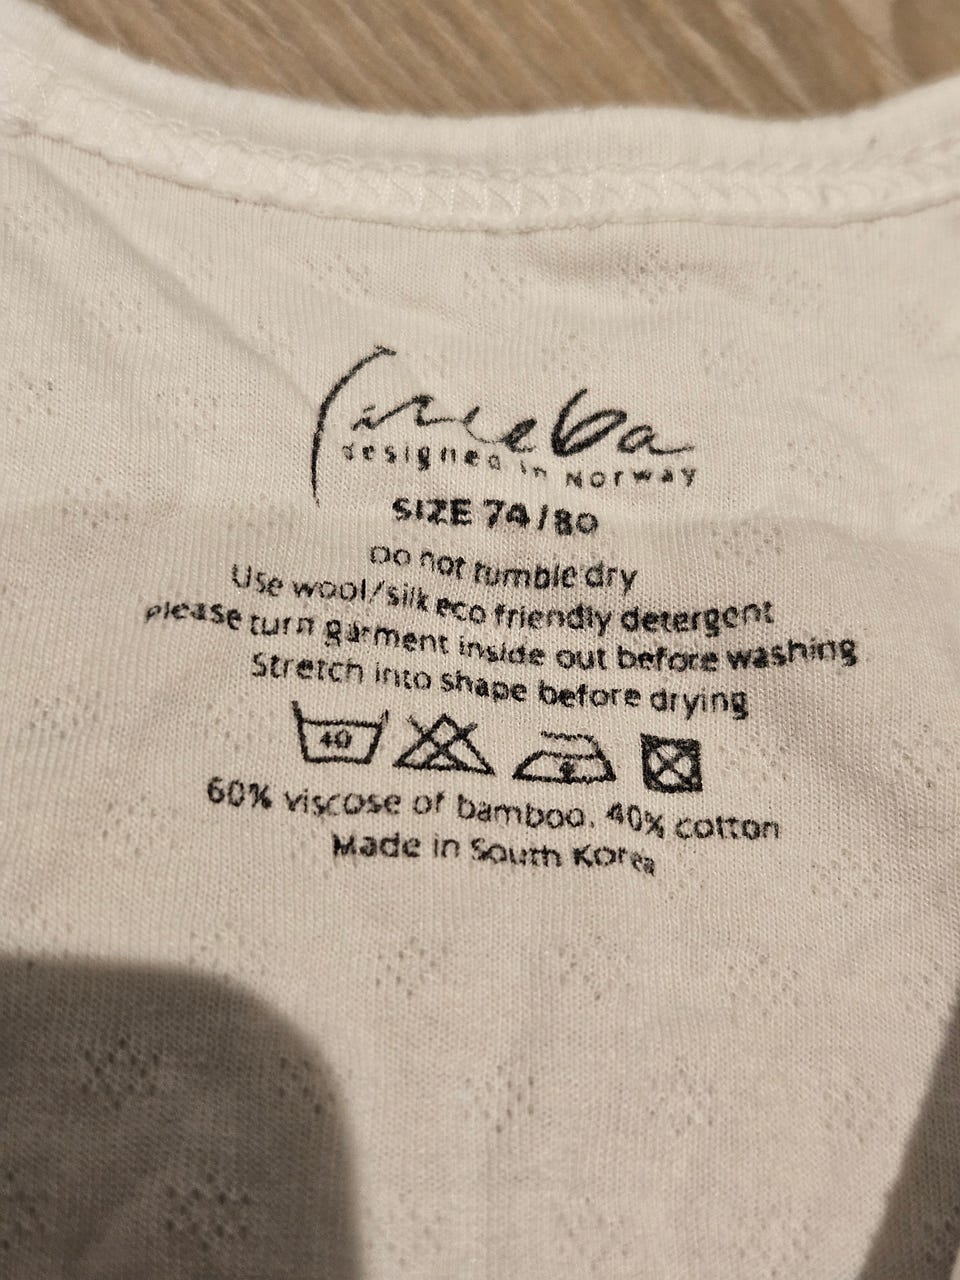 designed in Norway
SIZE 74/80
Do not tumble dry
Use wool/silk eco friendly detergent
please turn garment inside out before washing
Stretch into shape before drying
40
60% viscose of bamboo, 40% cotton
Made in South Korea